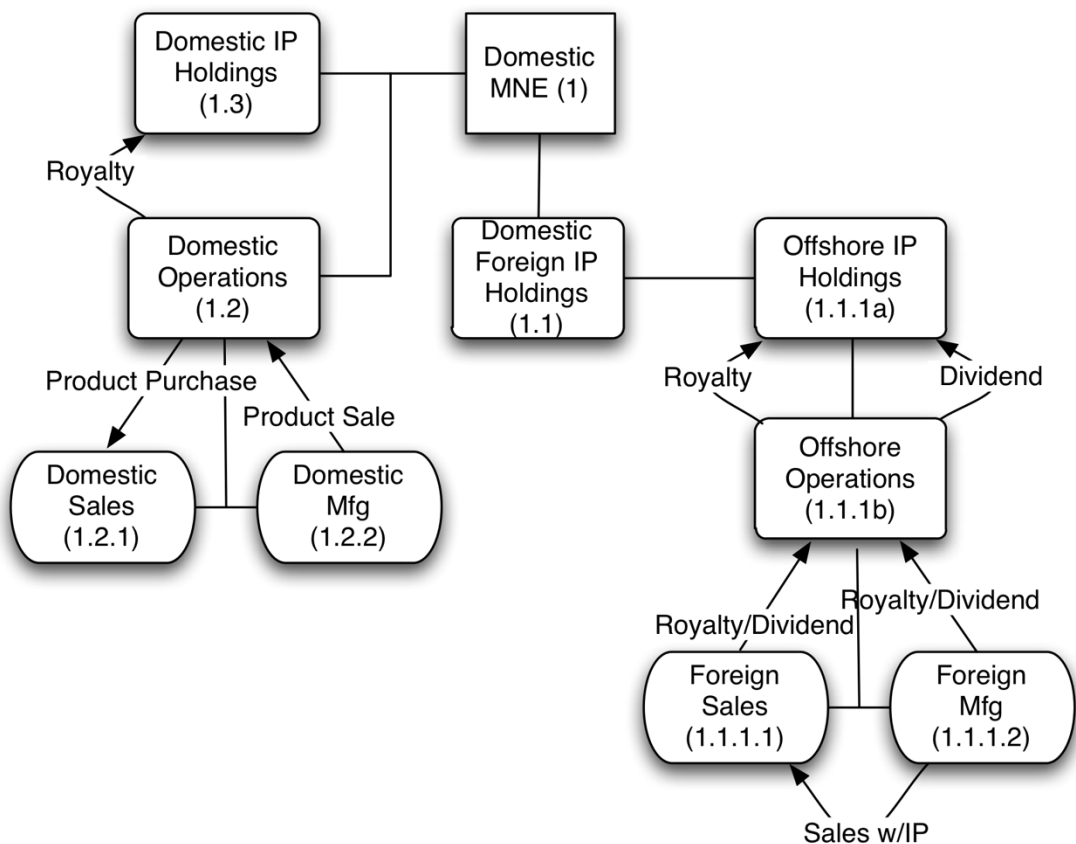 Domestic IP
Holdings
(1.3)
Domestic
MNE (1)
Royalty
Domestic
Operations
(1.2)
Domestic
Foreign IP
Holdings
(1.1)
Offshore IP
Holdings
(1.1.1a)
Product Purchase
Product Sale
Royalty
Dividend
Domestic
Sales
(1.2.1)
Domestic
Mfg
(1.2.2)
Offshore
Operations
(1.1.1b)
Royalty/Dividend
Royalty/Dividend
Foreign
Sales
(1.1.1.1)
Foreign
Mfg
(1.1.1.2)
Sales w/IP